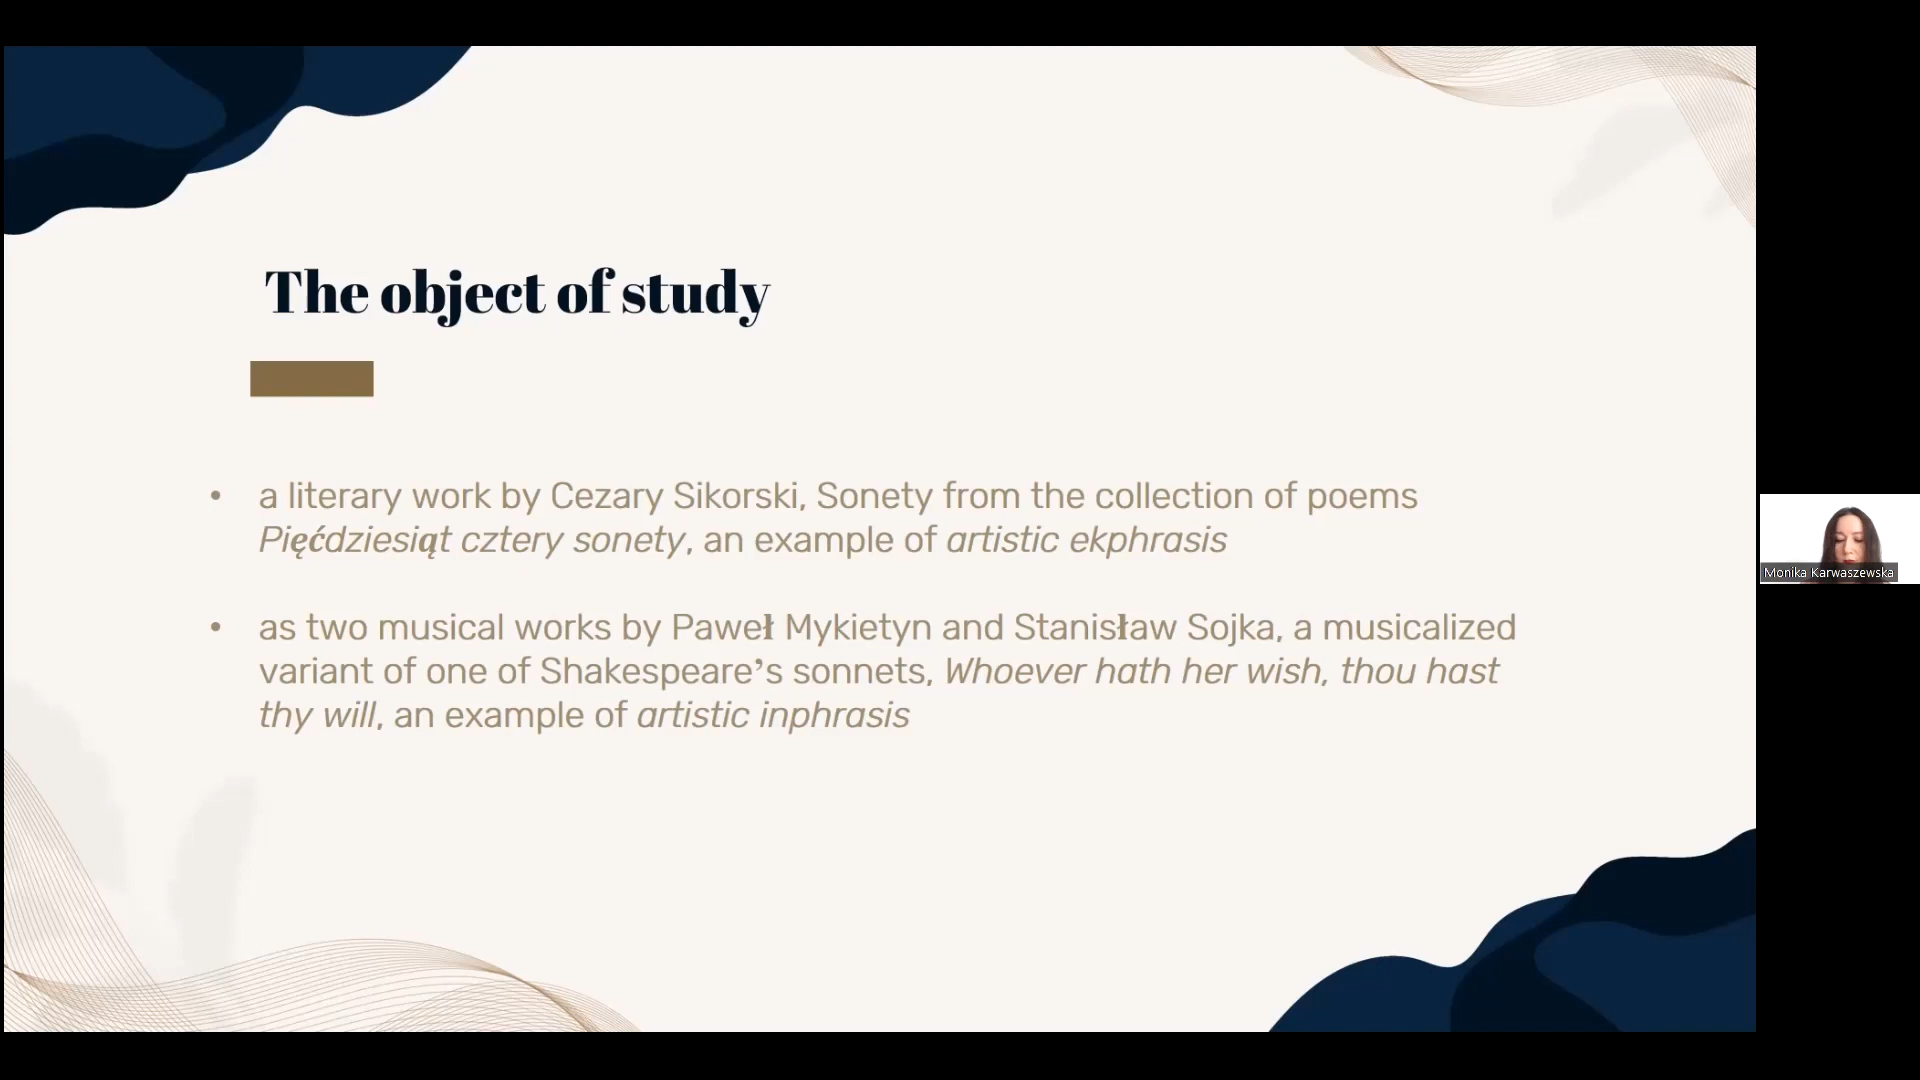 The object of study
• a literary work by Cezary Sikorski, Sonety from the collection of poems
Pięćdziesiąt cztery sonety, an example of artistic ekphrasis
• as two musical works by Paweł Mykietyn and Stanisław Sojka, a musicalized
variant of one of Shakespeare’s sonnets, Whoever hath her wish, thou hast
thy will, an example of artistic inphrasis
Monika Karwaszewska